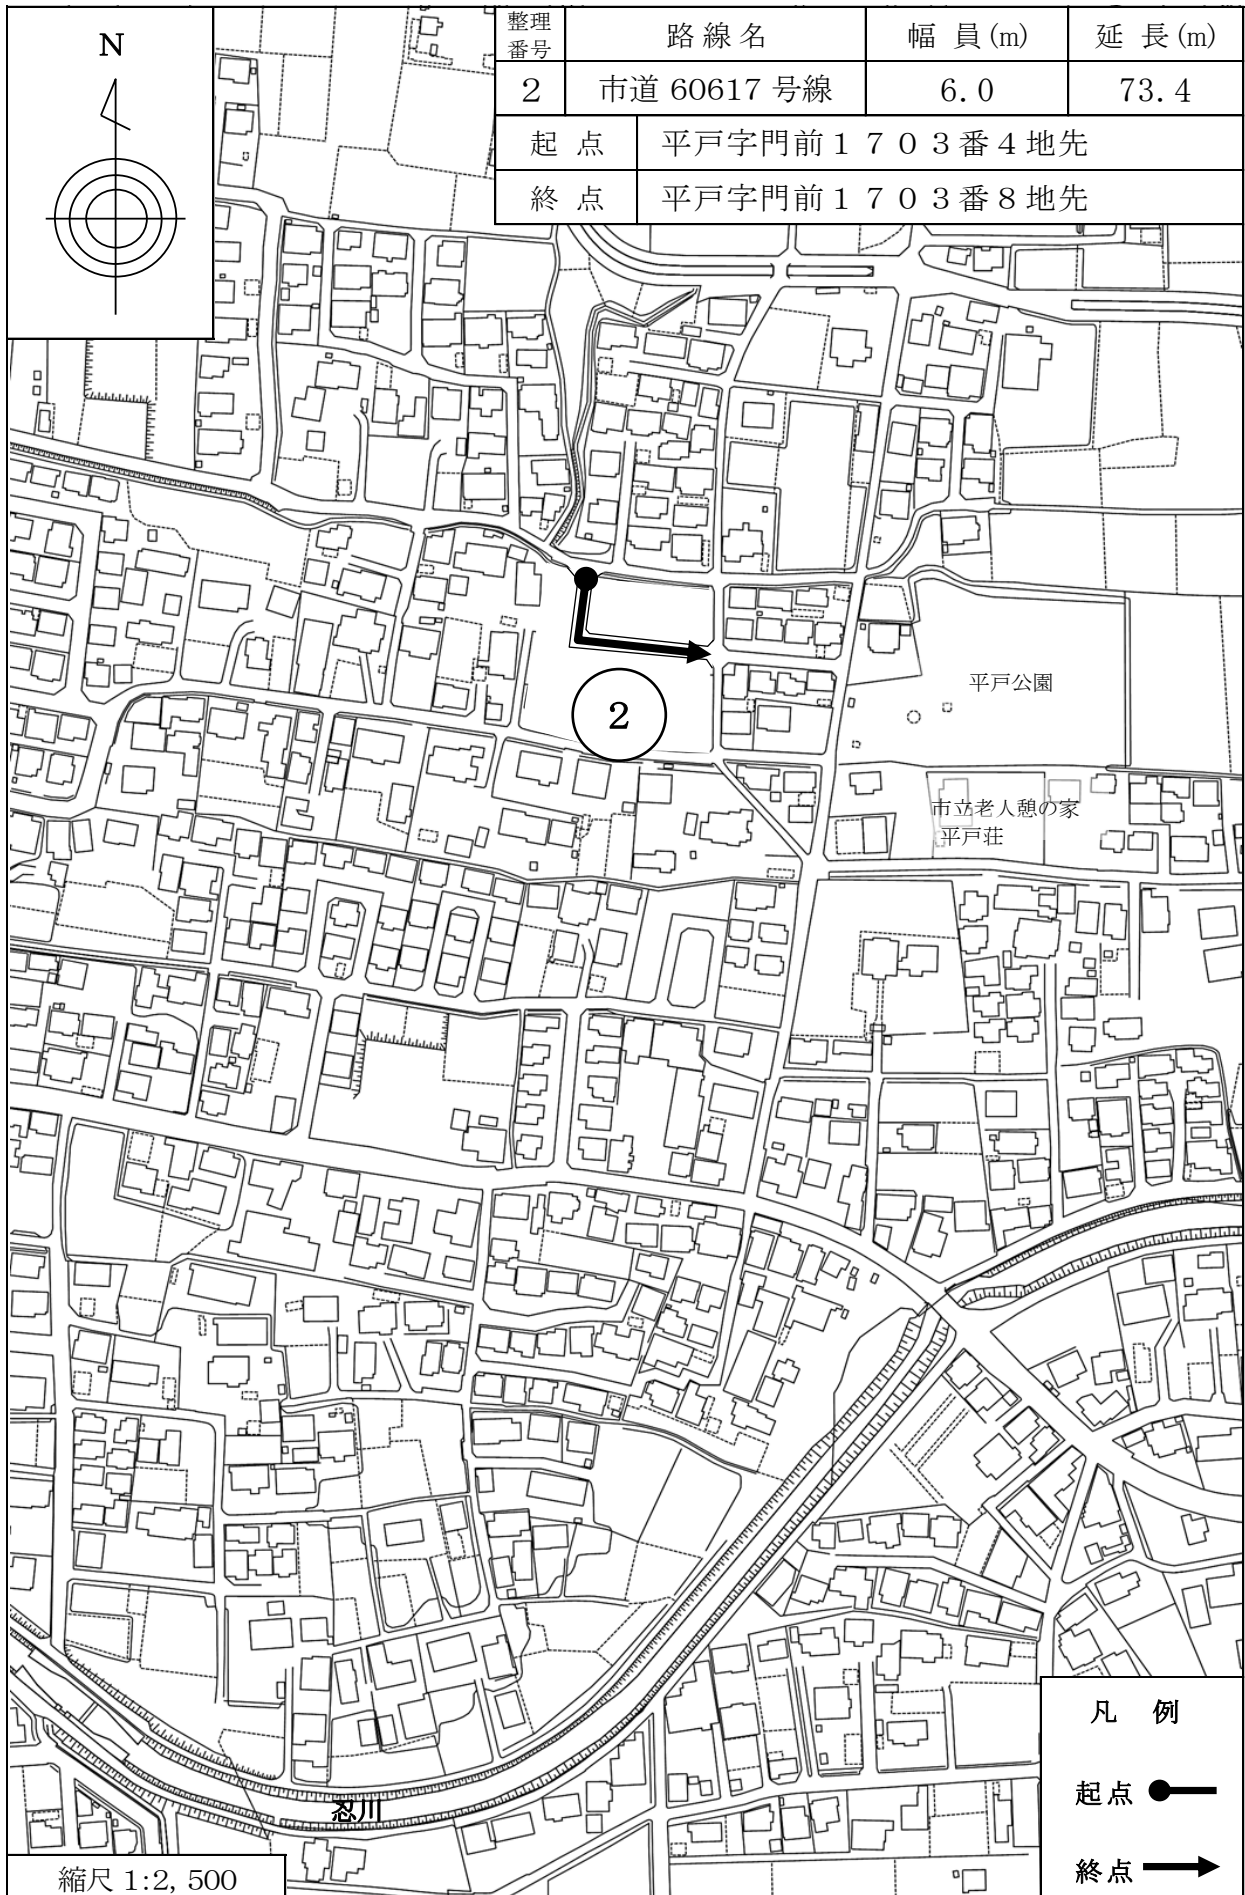 N
整理番号 路線名 幅員(m) 延長(m)
2 市道 60617 号線 6.0 73.4
起点 平戸字門前１７０３番４地先
終点 平戸字門前１７０３番８地先
平戸公園
2
市立老人憩の家
平戸荘
忍川
凡 例
起点
終点
縮尺 1:2,500